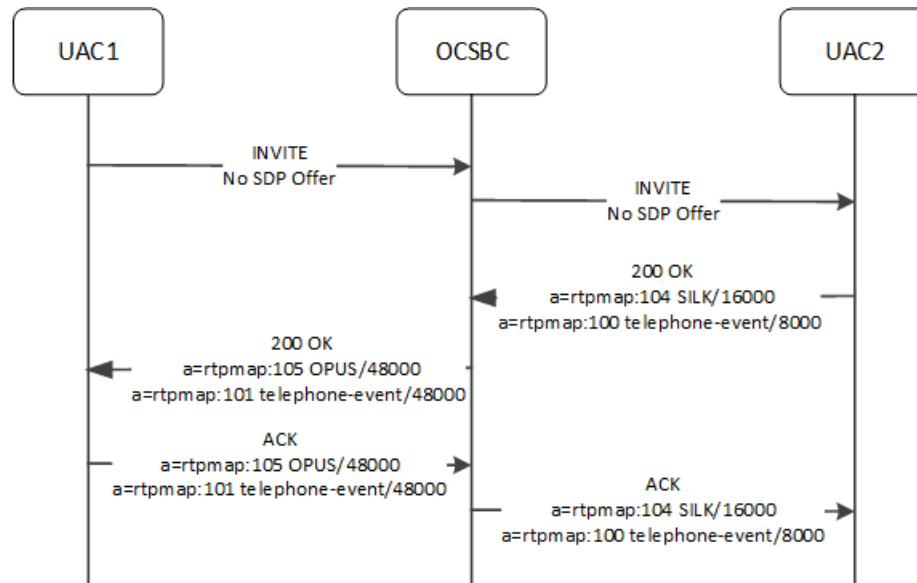 UAC1
OCSBC
UAC2
INVITE
No SDP Offer
INVITE
No SDP Offer
200 OK
a=rtpmap:104 SILK/16000
a=rtpmap:100 telephone-event/8000
200 OK
a=rtpmap:105 OPUS/48000
a=rtpmap:101 telephone-event/48000
ACK
a=rtpmap:105 OPUS/48000
a=rtpmap:101 telephone-event/48000
ACK
a=rtpmap:104 SILK/16000
a=rtpmap:100 telephone-event/8000